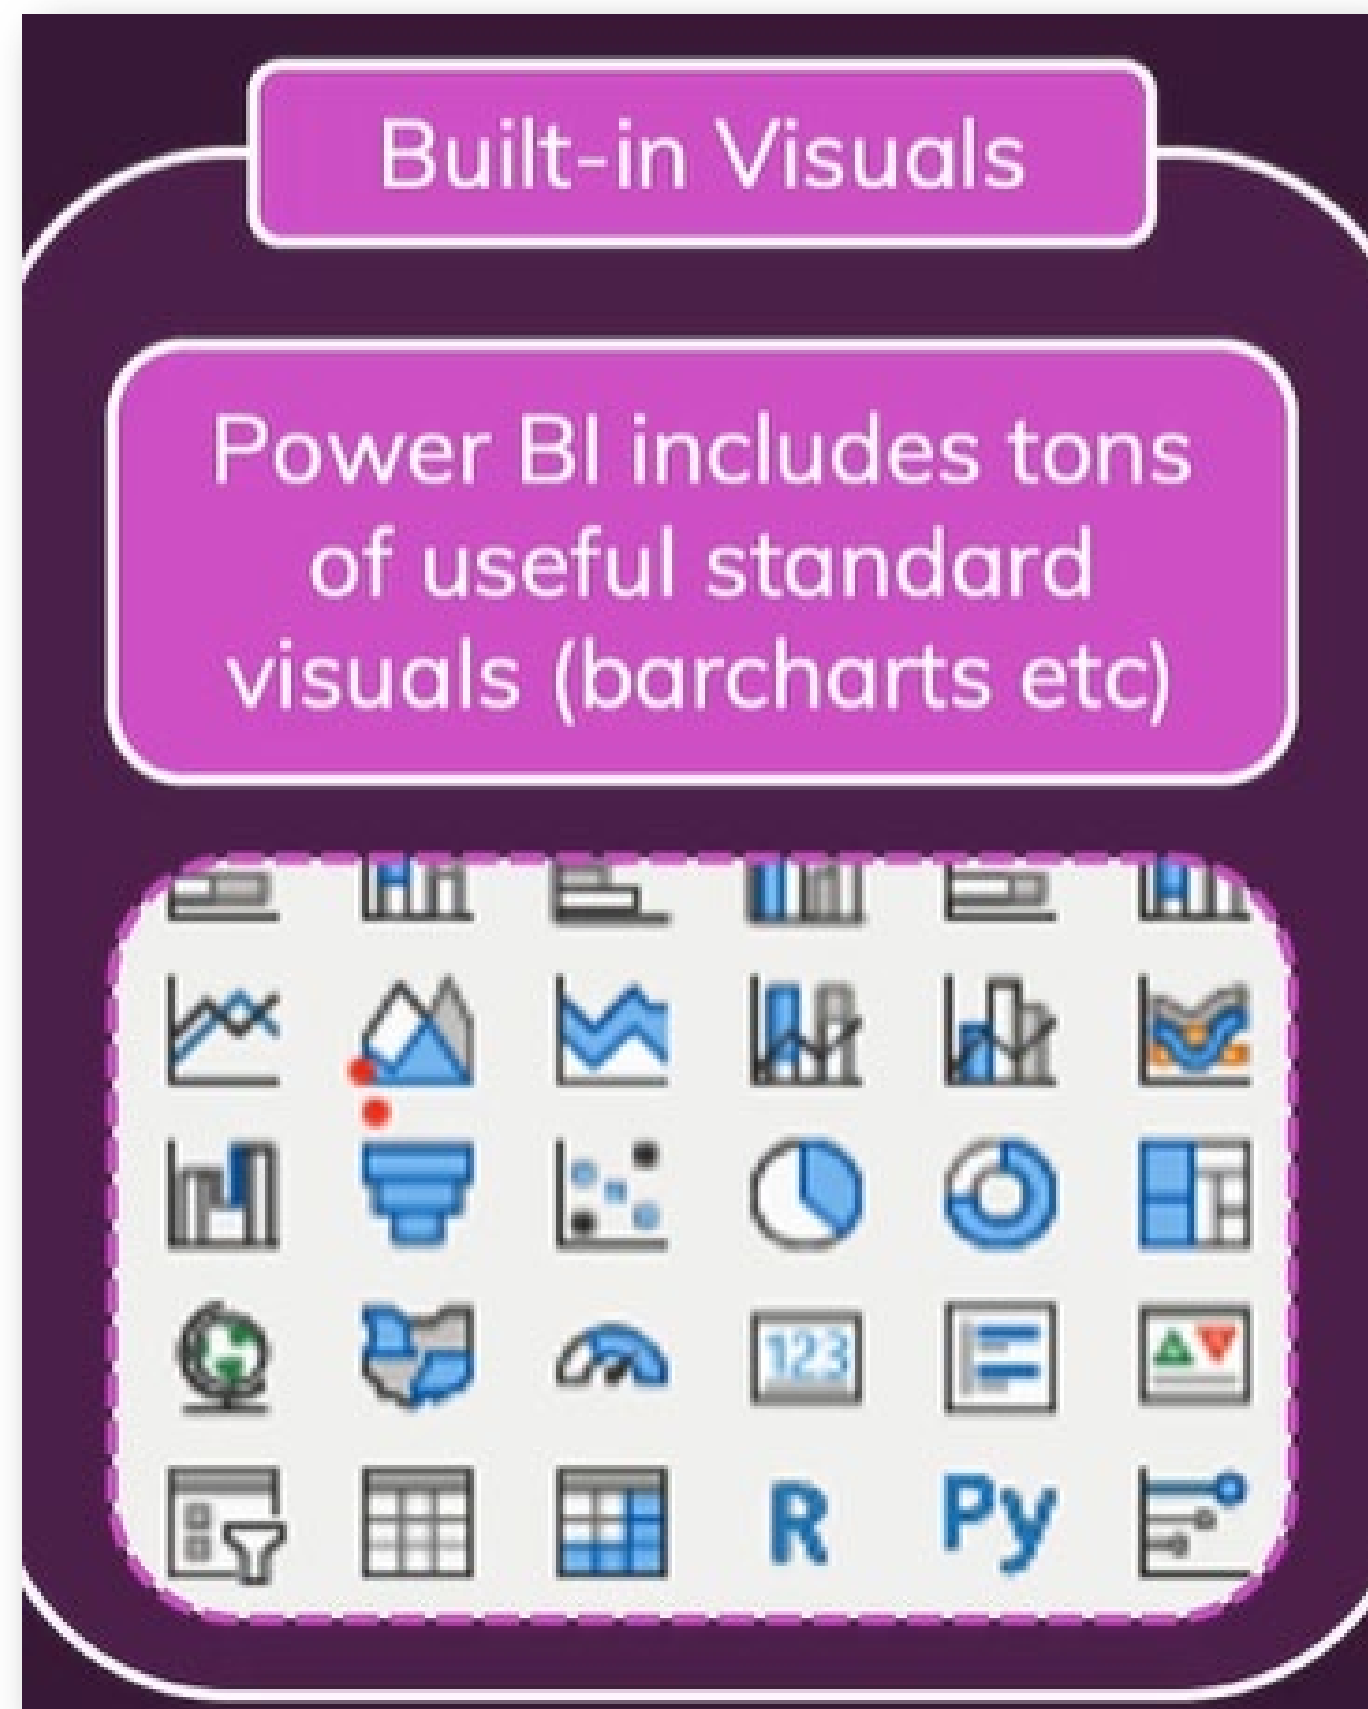 Built-in Visuals
Power BI includes tons
of useful standard
visuals (barcharts etc)
123
R
Py